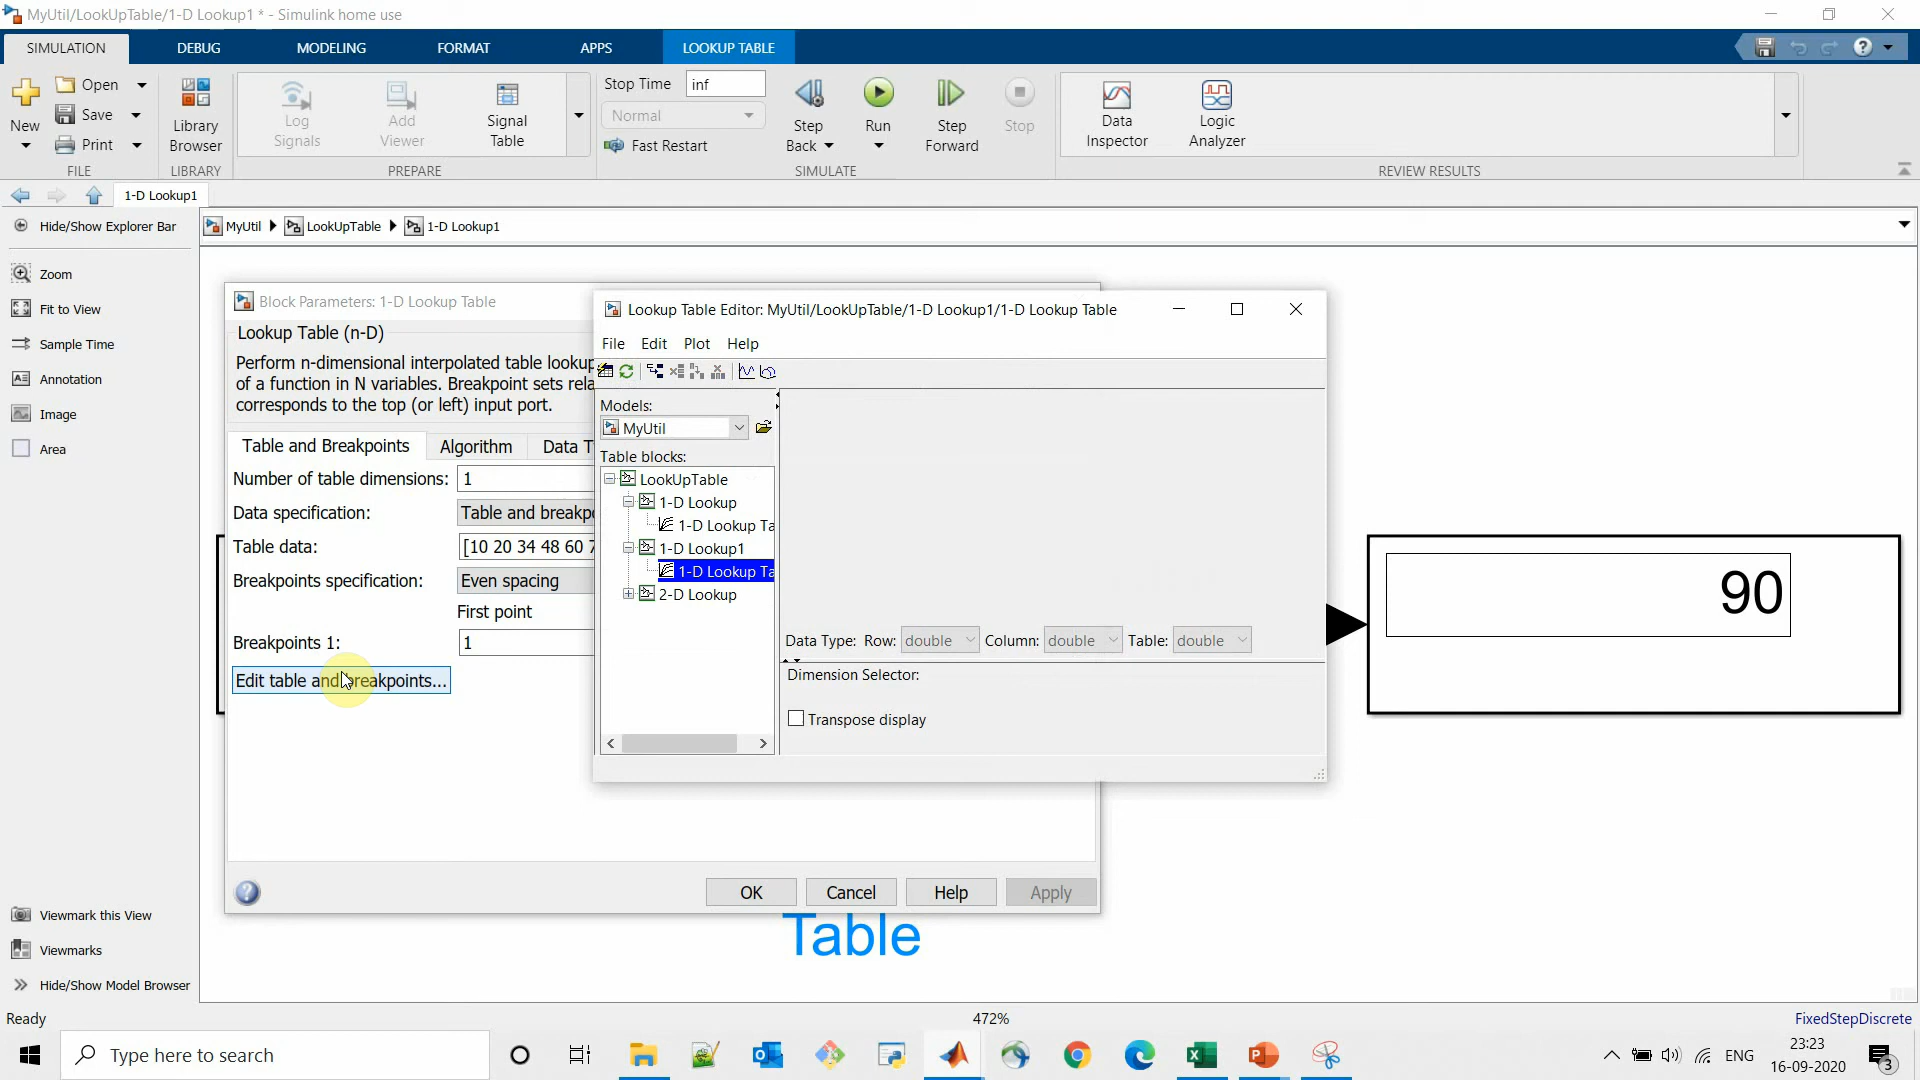 MyUtil/LookUpTable/1-D Lookup1 * - Simulink home use
SIMULATION
DEBUG
MODELING
FORMAT
APPS
LOOKUP TABLE
New
Open
Save
Print
FILE
Library
Browser
LIBRARY
Log
Signals
Add
Viewer
Signal
Table
PREPARE
Stop Time inf
Normal
Fast Restart
Step
Back
Run
Step
Forward
Stop
SIMULATE
Data
Inspector
Logic
Analyzer
REVIEW RESULTS
1-D Lookup1
Hide/Show Explorer Bar
MyUtil LookUpTable 1-D Lookup1
Zoom
Fit to View
Sample Time
Annotation
Image
Area
Viewmark this View
Viewmarks
Hide/Show Model Browser
Block Parameters: 1-D Lookup Table
Lookup Table (n-D)
Perform n-dimensional interpolated table lookup
of a function in N variables. Breakpoint sets rela
corresponds to the top (or left) input port.
Table and Breakpoints Algorithm Data T
Number of table dimensions: 1
Data specification: Table and breakpo
Table data: [10 20 34 48 60 7
Breakpoints specification: Even spacing
First point
Breakpoints 1: 1
Edit table and breakpoints...
OK Cancel Help Apply
Lookup Table Editor: MyUtil/LookUpTable/1-D Lookup1/1-D Lookup Table
File Edit Plot Help
Models:
MyUtil
Table blocks:
LookUpTable
1-D Lookup
1-D Lookup Ta
1-D Lookup1
1-D Lookup Ta
2-D Lookup
Data Type: Row: double Column: double Table: double
Dimension Selector:
Transpose display
90
Table
Ready
472%
FixedStepDiscrete
Type here to search
ENG
23:23
16-09-2020
3